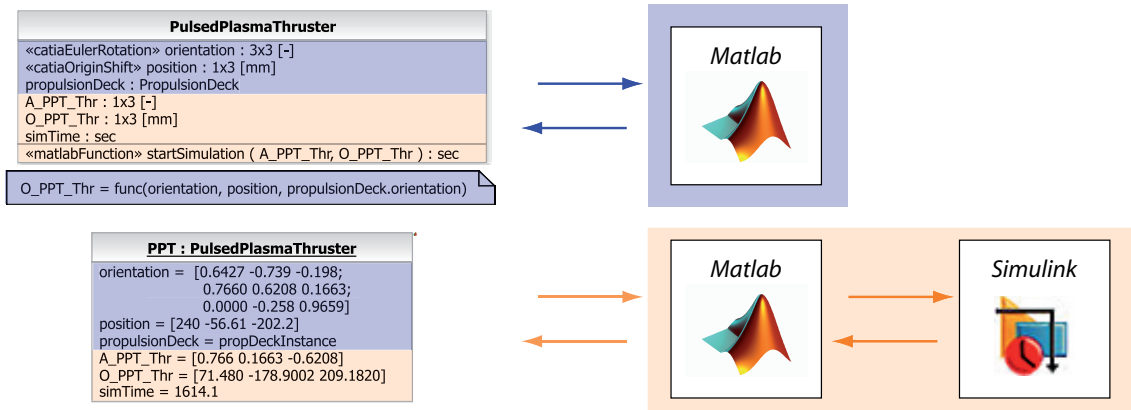 PulsedPlasmaThruster
«catiaEulerRotation» orientation : 3x3 [-]
«catiaOriginShift» position : 1x3 [mm]
propulsionDeck : PropulsionDeck
A_PPT_Thr : 1x3 [-]
O_PPT_Thr : 1x3 [mm]
simTime : sec
«matlabFunction» startSimulation ( A_PPT_Thr, O_PPT_Thr ) : sec
O_PPT_Thr = func(orientation, position, propulsionDeck.orientation)
Matlab
PPT : PulsedPlasmaThruster
orientation = [0.6427 -0.739 -0.198;
0.7660 0.6208 0.1663;
0.0000 -0.258 0.9659]
position = [240 -56.61 -202.2]
propulsionDeck = propDeckInstance
A_PPT_Thr = [0.766 0.1663 -0.6208]
O_PPT_Thr = [71.480 -178.9002 209.1820]
simTime = 1614.1
Matlab
Simulink